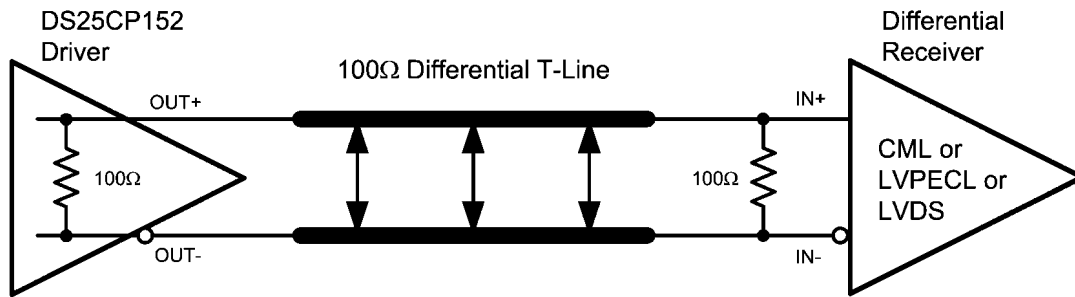 DS25CP152
Driver
100Ω Differential T-Line
Differential
Receiver
OUT+
IN+
100Ω
100Ω
CML or
LVPECL or
LVDS
OUT-
IN-